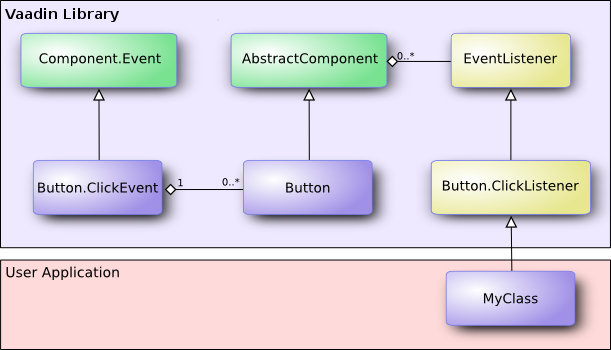 Vaadin Library
Component.Event
AbstractComponent
0..*
EventListener
Button.ClickEvent
1
0..*
Button
Button.ClickListener
User Application
MyClass